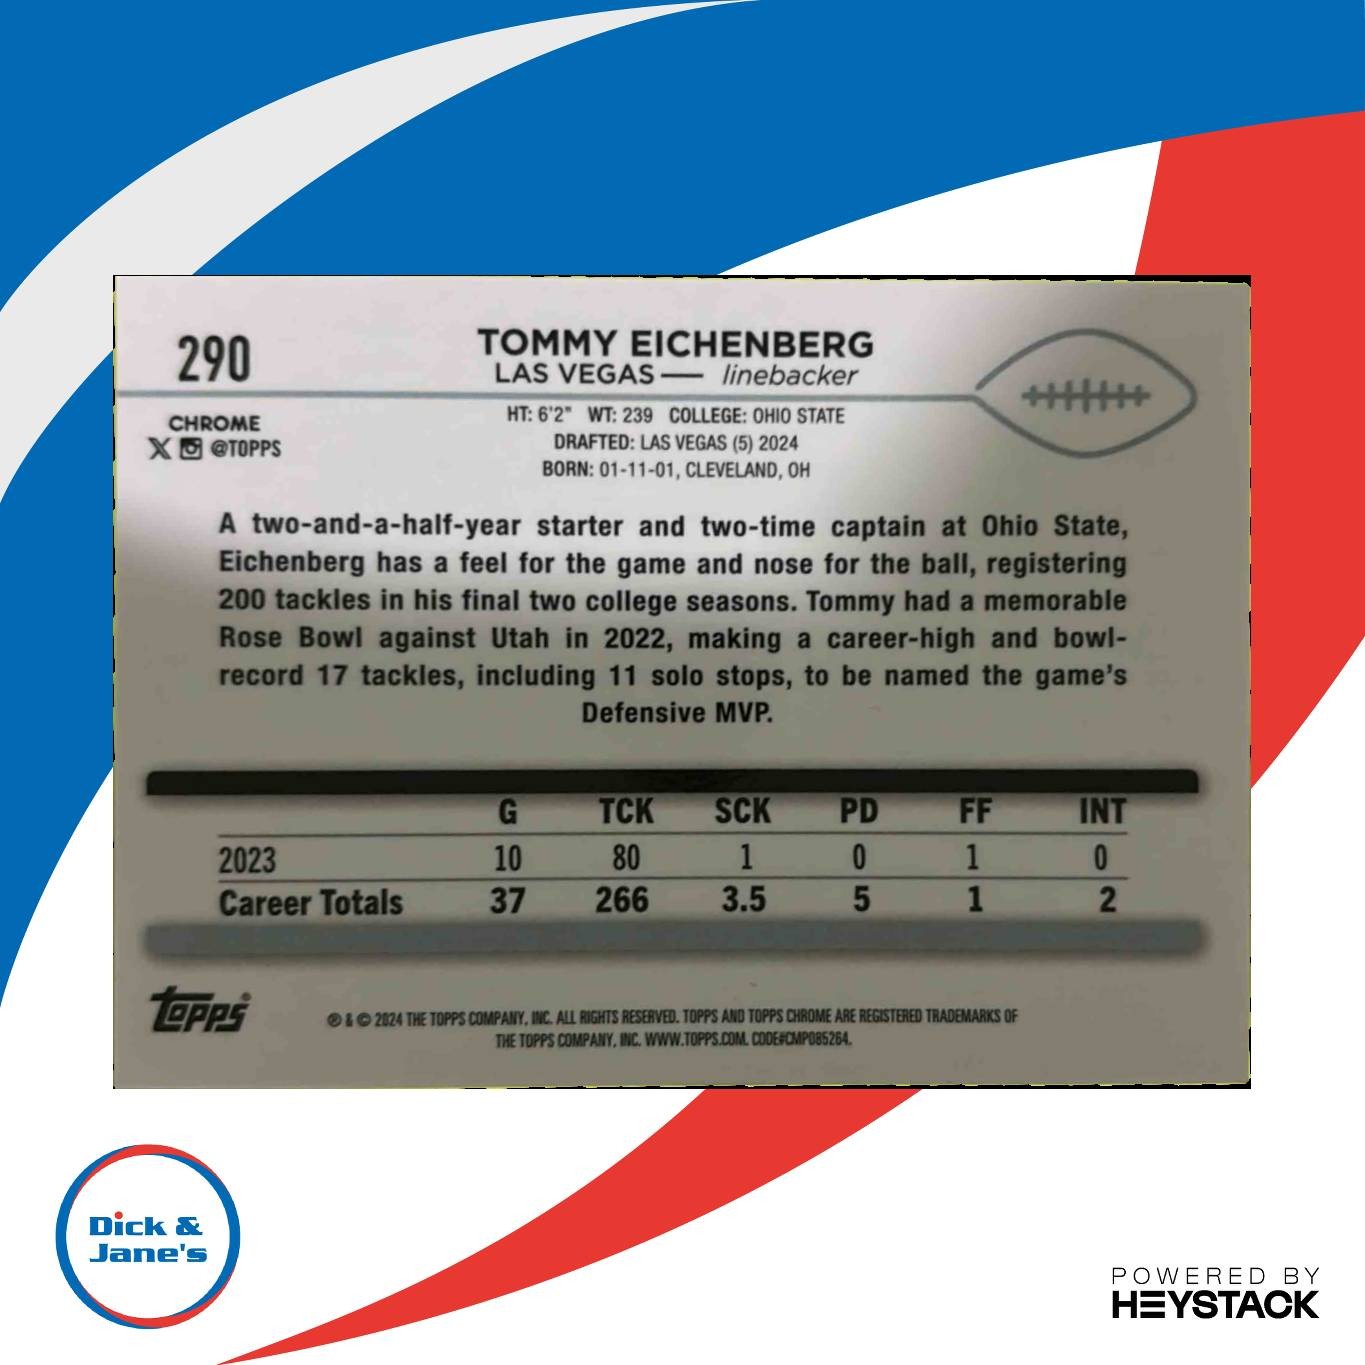 290
TOMMY EICHENBERG
LAS VEGAS — linebacker
CHROME
@TOPPS
HT: 6'2" WT: 239 COLLEGE: OHIO STATE
DRAFTED: LAS VEGAS (5) 2024
BORN: 01-11-01, CLEVELAND, OH
A two-and-a-half-year starter and two-time captain at Ohio State,
Eichenberg has a feel for the game and nose for the ball, registering
200 tackles in his final two college seasons. Tommy had a memorable
Rose Bowl against Utah in 2022, making a career-high and bowl-
record 17 tackles, including 11 solo stops, to be named the game's
Defensive MVP.
G TCK SCK PD FF INT
2023 10 80 1 0 1 0
Career Totals 37 266 3.5 5 1 2
topps®
® & © 2024 THE TOPPS COMPANY, INC. ALL RIGHTS RESERVED. TOPPS AND TOPPS CHROME ARE REGISTERED TRADEMARKS OF
THE TOPPS COMPANY, INC. WWW.TOPPS.COM. CODE#CMP085264.
Dick &
Jane's
POWERED BY
HEYSTACK